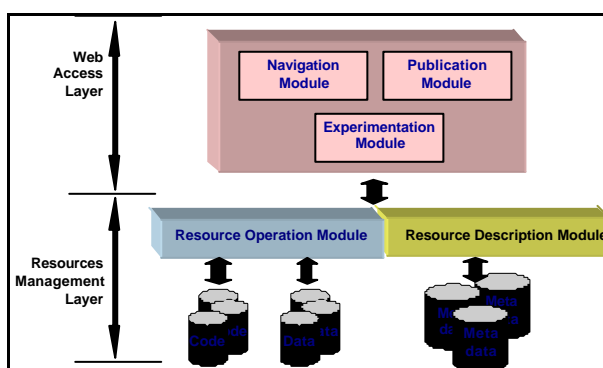 Web
Access
Layer
Navigation
Module
Publication
Module
Experimentation
Module
Resource Operation Module
Resource Description Module
Resources
Management
Layer
Code
Data
Meta
data